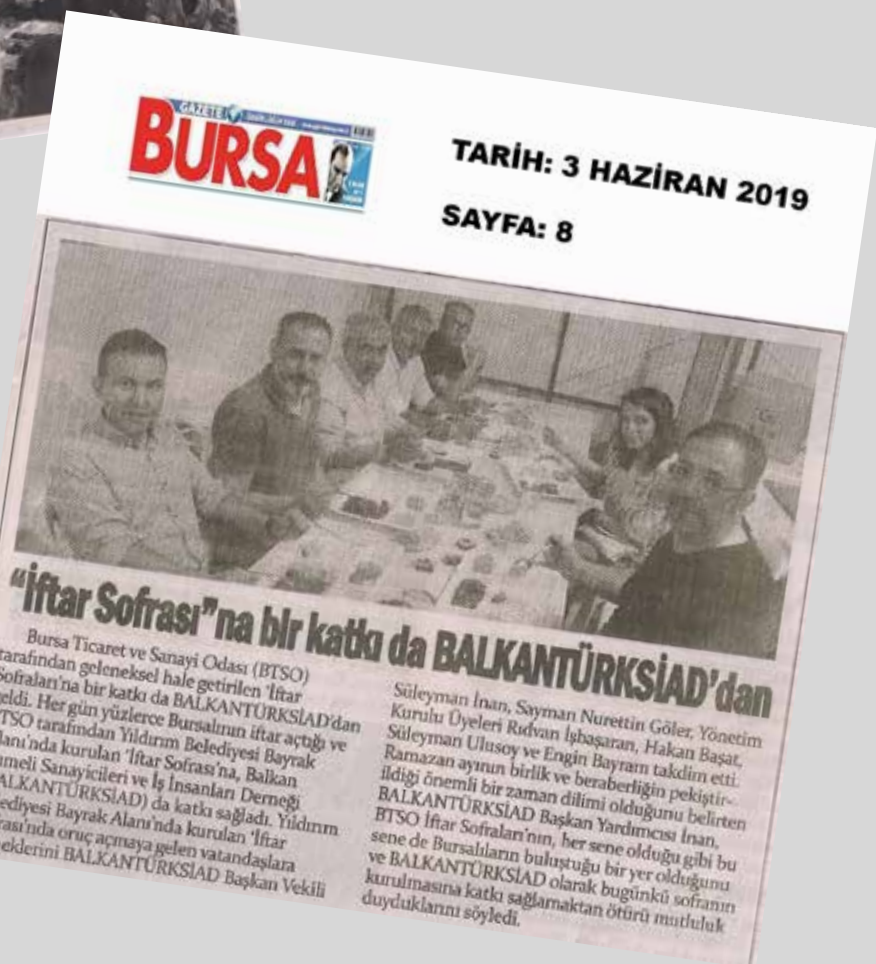 GAZETE
BURSA
TARİH: 3 HAZİRAN 2019
SAYFA: 8
“İftar Sofrası”na bir katkı da BALKANTÜRKSİAD'dan
Bursa Ticaret ve Sanayi Odası (BTSO)
tarafından geleneksel hale getirilen 'İftar
Sofraları'na bir katkı da BALKANTÜRKSİAD'dan
geldi. Her gün yüzlerce Bursalının iftar açtığı ve
TSO tarafından Yıldırım Belediyesi Bayrak
lanı'nda kurulan 'İftar Sofrası'na, Balkan
meli Sanayicileri ve İş İnsanları Derneği
ALKANTÜRKSİAD) da katkı sağladı. Yıldırım
ediyesi Bayrak Alanı'nda kurulan 'İftar
rası'nda oruç açmaya gelen vatandaşlara
eklerini BALKANTÜRKSİAD Başkan Vekili
Süleyman İnan, Sayman Nurettin Göler, Yönetim
Kurulu Üyeleri Rıdvan İşbaşaran, Hakan Başat,
Süleyman Ulusoy ve Engin Bayram takdim etti.
Ramazan ayının birlik ve beraberliğin pekiştir-
ildiği önemli bir zaman dilimi olduğunu belirten
BALKANTÜRKSİAD Başkan Yardımcısı İnan,
BTSO İftar Sofraları'nın, her sene olduğu gibi bu
sene de Bursalıların buluştuğu bir yer olduğunu
ve BALKANTÜRKSİAD olarak bugünkü sofranın
kurulmasına katkı sağlamaktan ötürü mutluluk
duyduklarını söyledi.